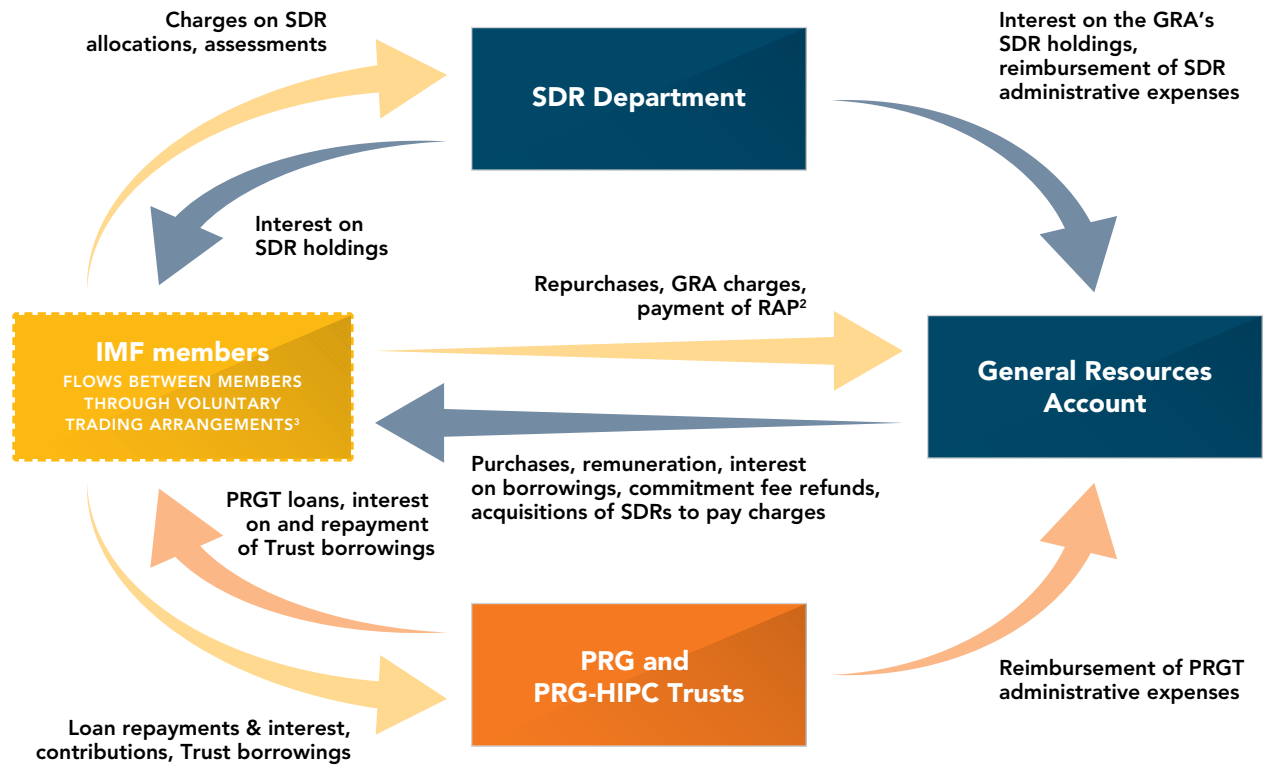 Charges on SDR
allocations, assessments
SDR Department
Interest on the GRA’s
SDR holdings,
reimbursement of SDR
administrative expenses
Interest on
SDR holdings
Repurchases, GRA charges,
payment of RAP²
IMF members
FLOWS BETWEEN MEMBERS
THROUGH VOLUNTARY
TRADING ARRANGEMENTS³
General Resources
Account
Purchases, remuneration, interest
on borrowings, commitment fee refunds,
acquisitions of SDRs to pay charges
PRGT loans, interest
on and repayment
of Trust borrowings
PRG and
PRG-HIPC Trusts
Reimbursement of PRGT
administrative expenses
Loan repayments & interest,
contributions, Trust borrowings